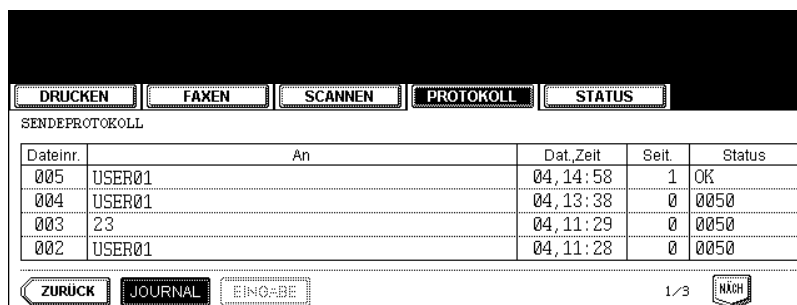 DRUCKEN FAXEN SCANNEN PROTOKOLL STATUS
SENDEPROTOKOLL
Dateinr. An Dat.,Zeit Seit. Status
005 USER01 04,14:58 1 OK
004 USER01 04,13:38 0 0050
003 23 04,11:29 0 0050
002 USER01 04,11:28 0 0050
ZURÜCK JOURNAL EINGABE 1/3 NÄCH